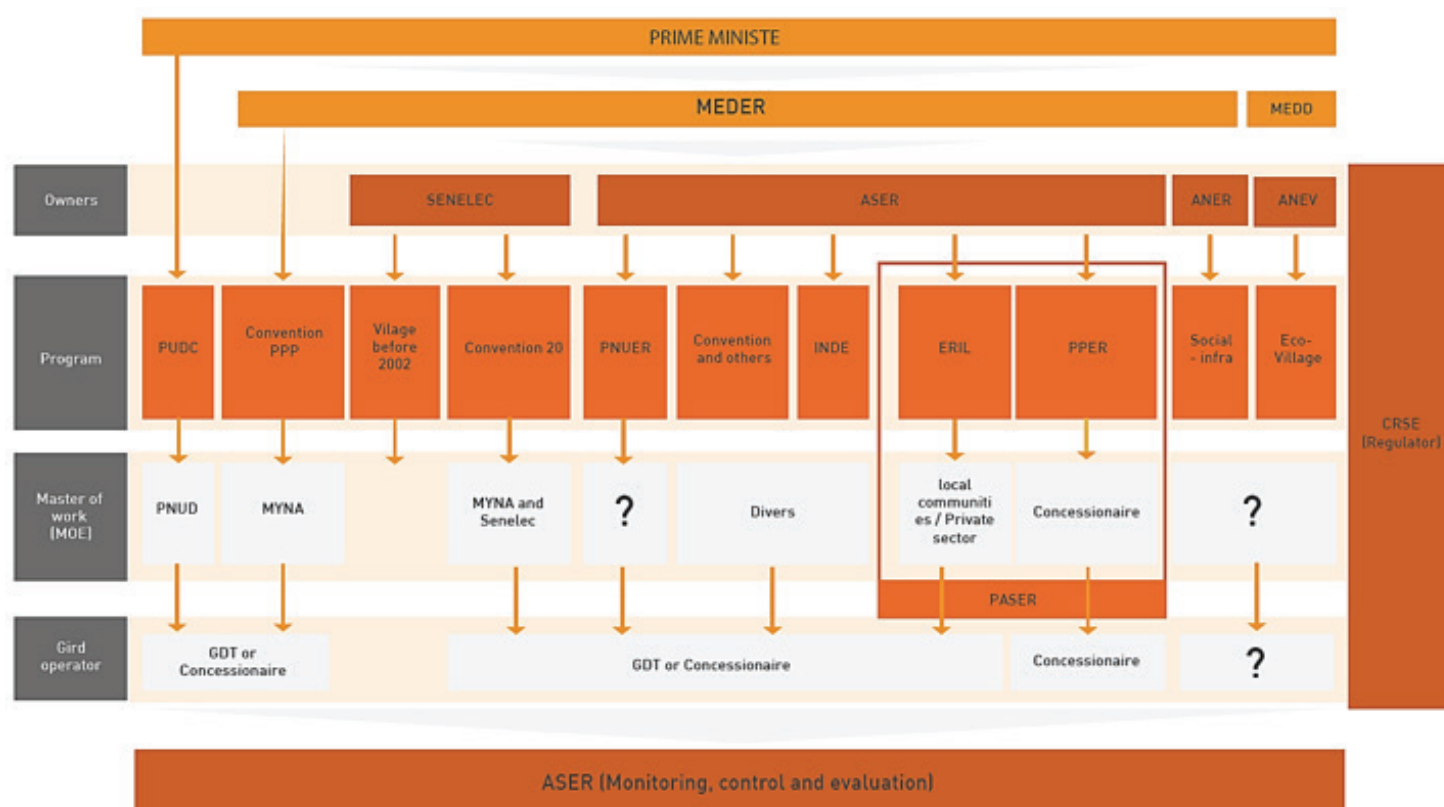 PRIME MINISTE
MEDER
MEDD
Owners
SENELEC
ASER
ANER
ANEV
Program
PUDC
Convention
PPP
Vilage
before
2002
Convention 20
PNUER
Convention
and others
INDE
ERIL
PPER
Social
- infra
Eco-
Village
CRSE
(Regulator)
Master of
work
(MOE)
PNUD
MYNA
MYNA and
Senelec
?
Divers
local
communiti
es / Private
sector
Concessionaire
?
PASER
Gird
operator
GDT or
Concessionaire
GDT or Concessionaire
Concessionaire
?
ASER (Monitoring, control and evaluation)